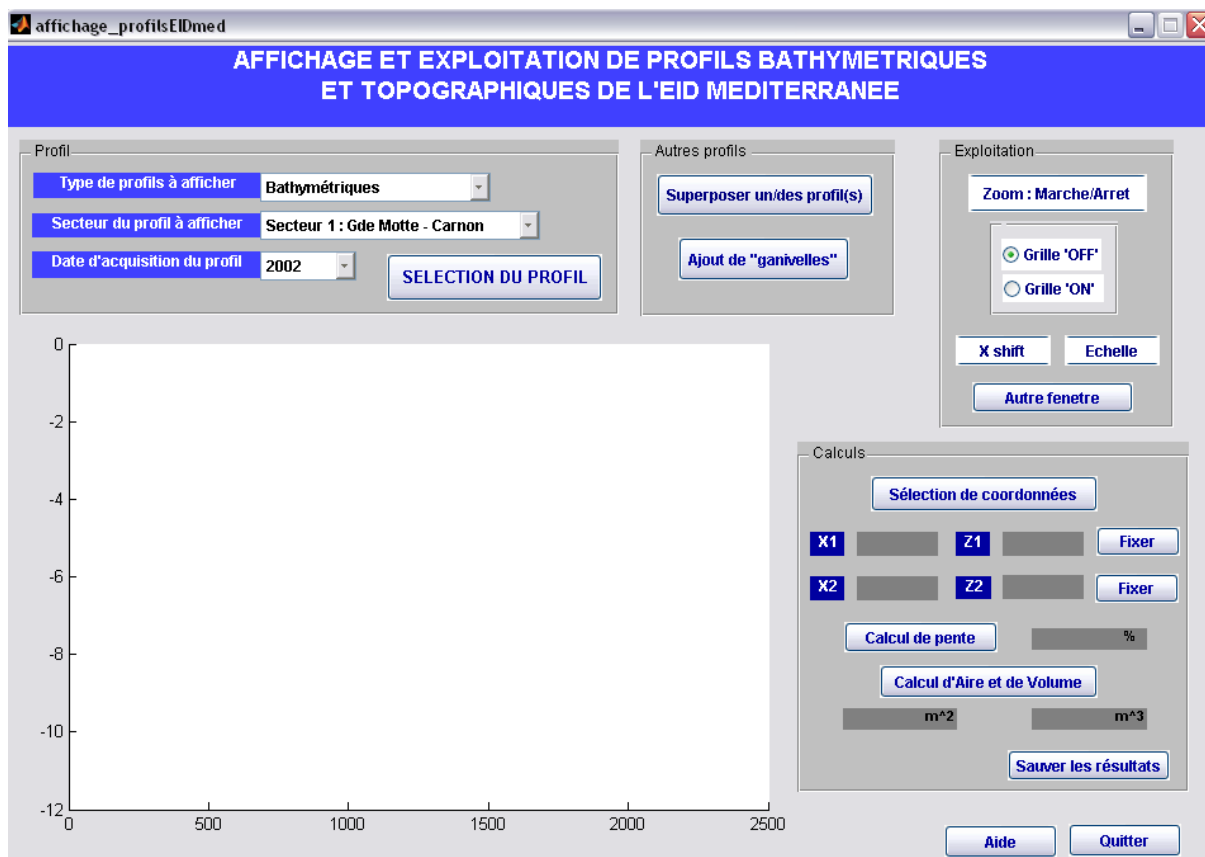 affichage_profilsEIDmed
AFFICHAGE ET EXPLOITATION DE PROFILS BATHYMETRIQUES
ET TOPOGRAPHIQUES DE L'EID MEDITERRANEE
Profil
Type de profils à afficher
Bathymétriques
Secteur du profil à afficher
Secteur 1 : Gde Motte - Carnon
Date d'acquisition du profil
2002
SELECTION DU PROFIL
Autres profils
Superposer un/des profil(s)
Ajout de "ganivelles"
Exploitation
Zoom : Marche/Arret
Grille 'OFF'
Grille 'ON'
X shift
Echelle
Autre fenetre
0
-2
-4
-6
-8
-10
-12
0
500
1000
1500
2000
2500
Calculs
Sélection de coordonnées
X1
Z1
Fixer
X2
Z2
Fixer
Calcul de pente
%
Calcul d'Aire et de Volume
m^2
m^3
Sauver les résultats
Aide
Quitter